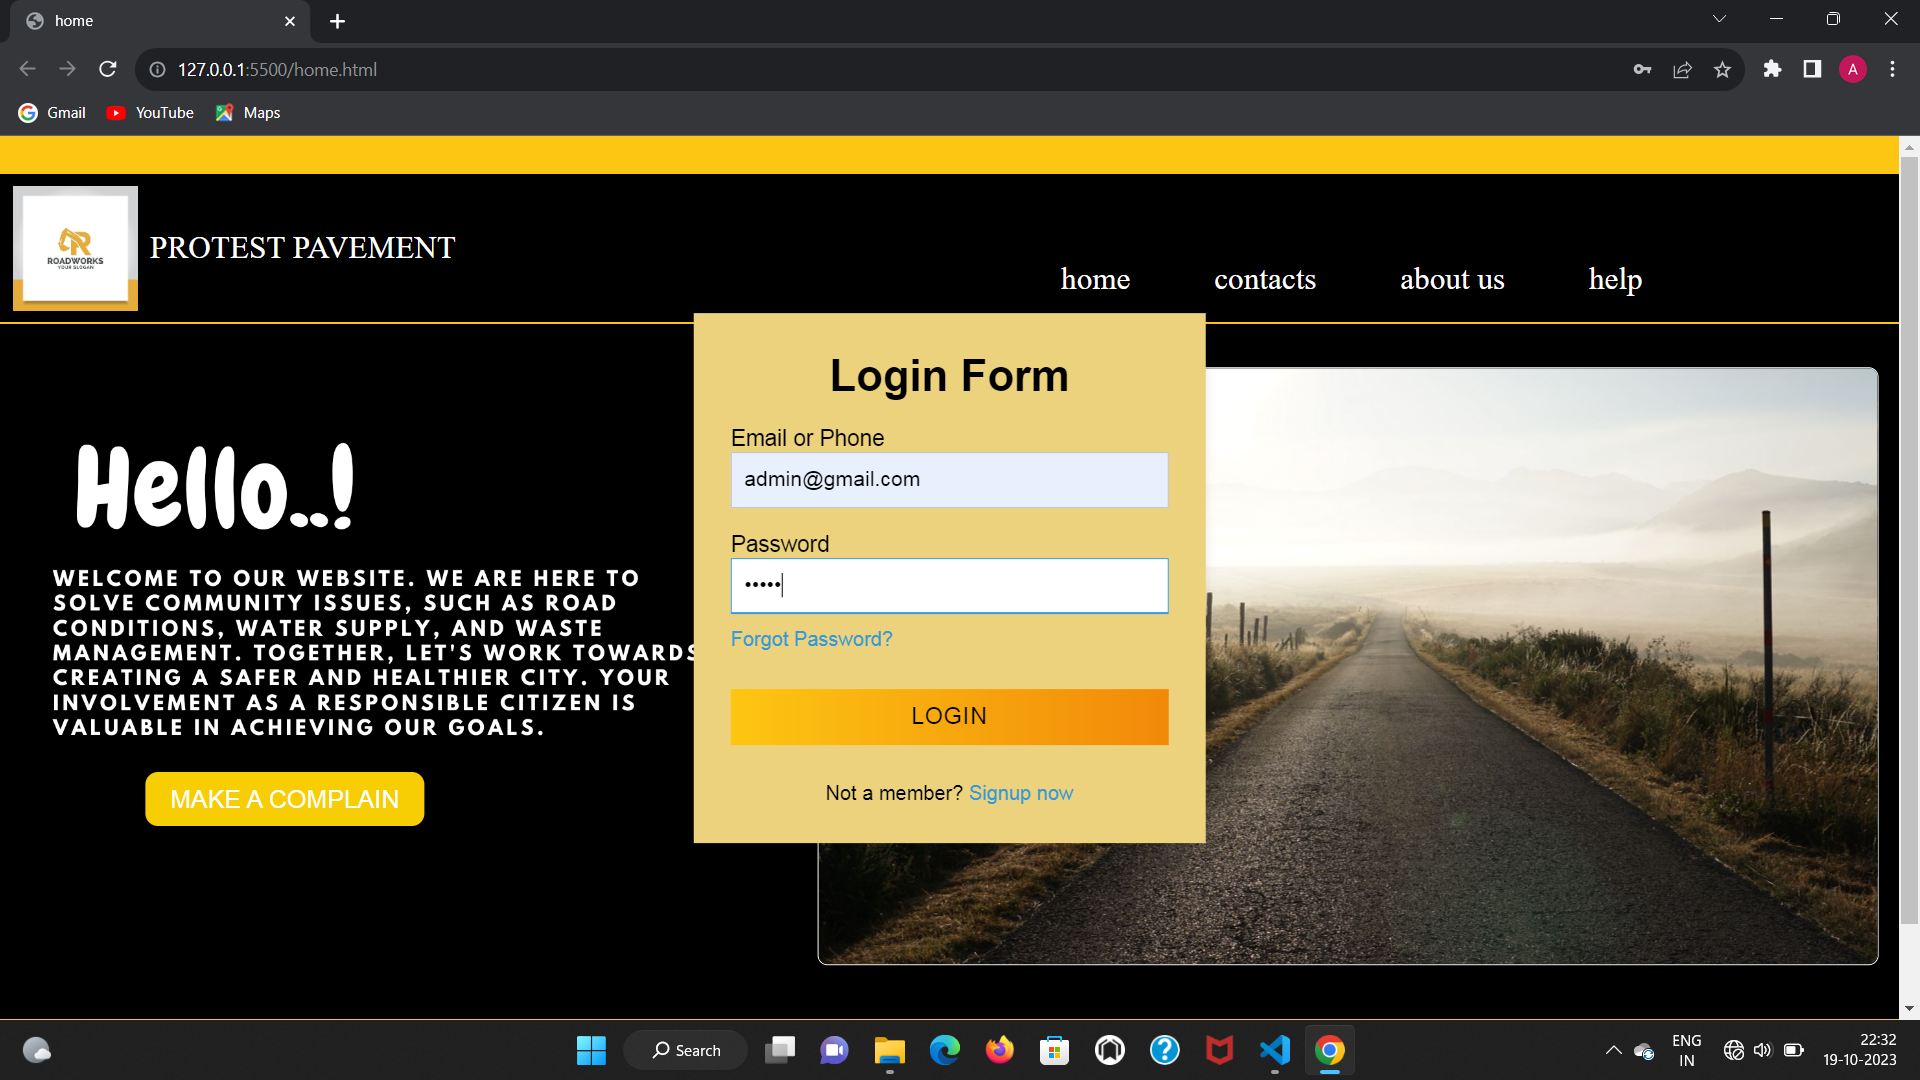 home
127.0.0.1:5500/home.html
A
Gmail
YouTube
Maps
ROADWORKS
YOUR SLOGAN
PROTEST PAVEMENT
home
contacts
about us
help
Login Form
Email or Phone
admin@gmail.com
Password
•••••
Forgot Password?
LOGIN
Not a member? Signup now
Hello..!
WELCOME TO OUR WEBSITE. WE ARE HERE TO
SOLVE COMMUNITY ISSUES, SUCH AS ROAD
CONDITIONS, WATER SUPPLY, AND WASTE
MANAGEMENT. TOGETHER, LET'S WORK TOWARDS
CREATING A SAFER AND HEALTHIER CITY. YOUR
INVOLVEMENT AS A RESPONSIBLE CITIZEN IS
VALUABLE IN ACHIEVING OUR GOALS.
MAKE A COMPLAIN
Search
ENG
IN
22:32
19-10-2023